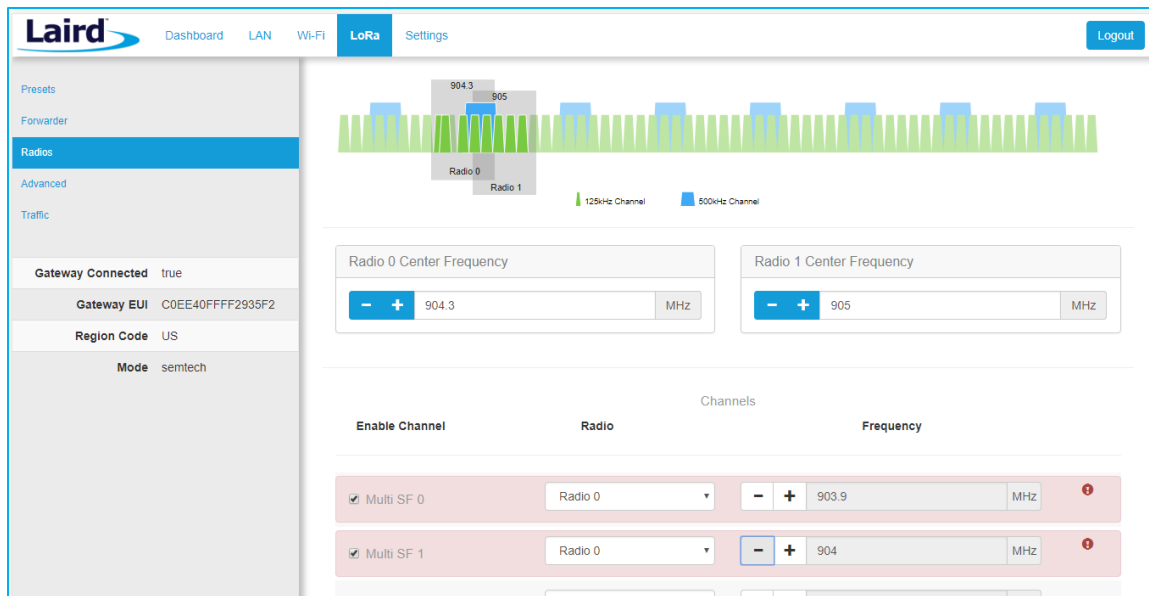 Laird
Dashboard LAN Wi-Fi LoRa Settings Logout
Presets
Forwarder
Radios
Advanced
Traffic
Gateway Connected true
Gateway EUI C0EE40FFFF2935F2
Region Code US
Mode semtech
904.3
905
Radio 0
Radio 1
125kHz Channel 500kHz Channel
Radio 0 Center Frequency
− + 904.3 MHz
Radio 1 Center Frequency
− + 905 MHz
Channels
Enable Channel Radio Frequency
Multi SF 0 Radio 0 − + 903.9 MHz
Multi SF 1 Radio 0 − + 904 MHz